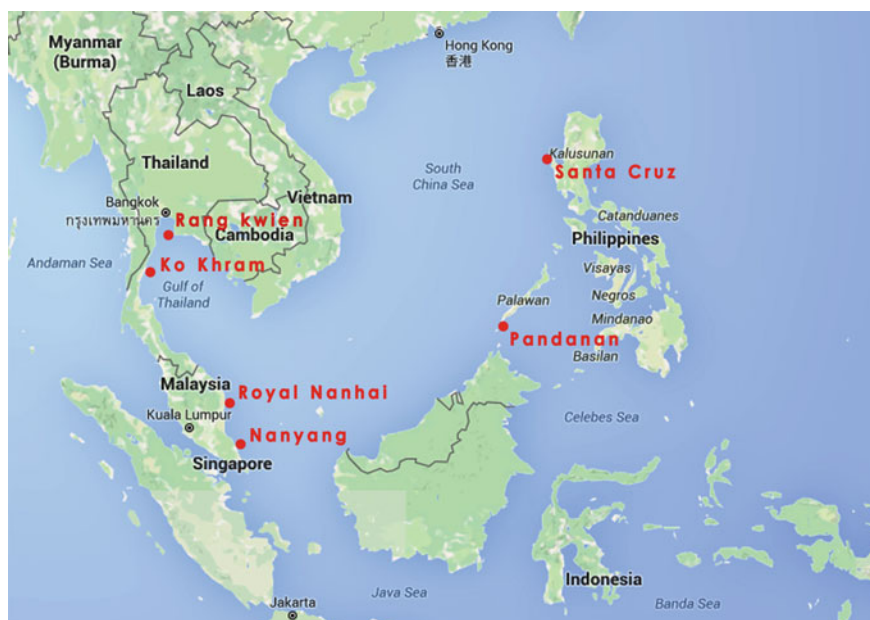 Myanmar
(Burma)
Hong Kong
香港
Laos
Thailand
South
China Sea
Kalusunan
Santa Cruz
Vietnam
Bangkok
กรุงเทพมหานคร
Rang kwien
Cambodia
Catanduanes
Philippines
Andaman Sea
Ko Khram
Gulf of
Thailand
Visayas
Palawan
Negros
Mindanao
Pandanan
Basilan
Malaysia
Royal Nanhai
Kuala Lumpur
Celebes Sea
Nanyang
Singapore
Indonesia
Java Sea
Jakarta
Banda Sea